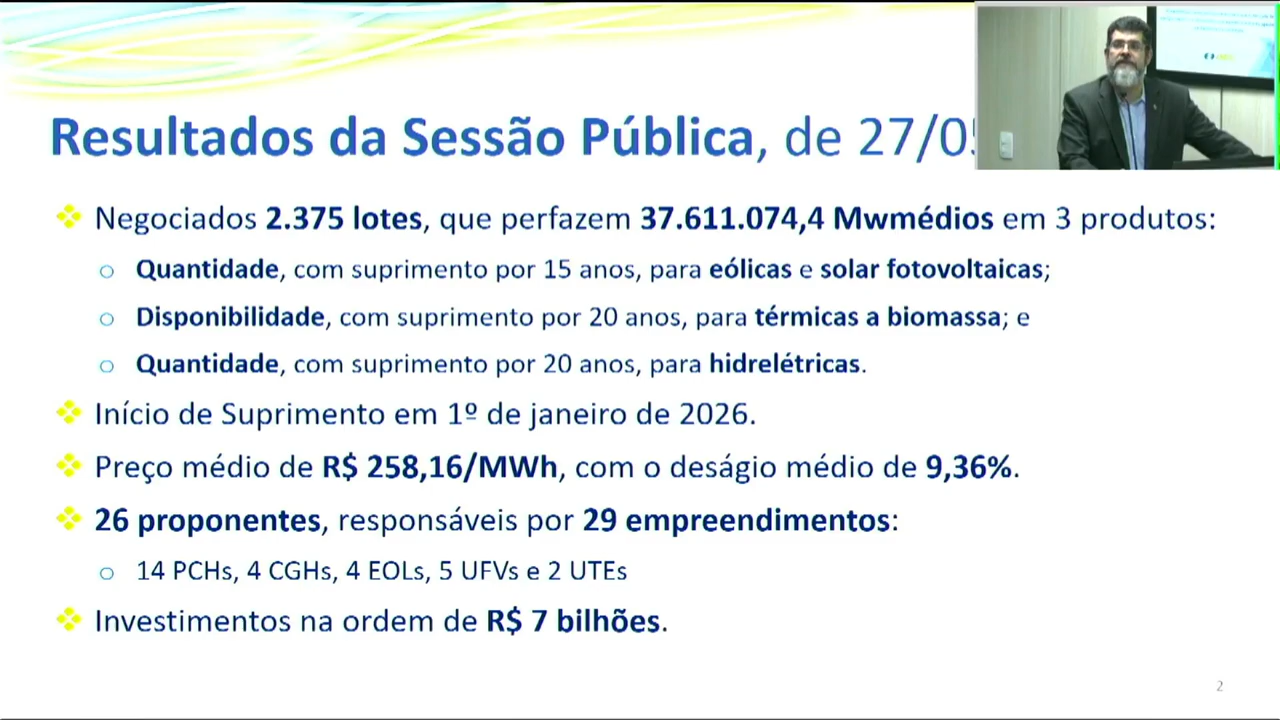 Resultados da Sessão Pública, de 27/05
Negociados 2.375 lotes, que perfazem 37.611.074,4 Mwmédios em 3 produtos:
Quantidade, com suprimento por 15 anos, para eólicas e solar fotovoltaicas;
Disponibilidade, com suprimento por 20 anos, para térmicas a biomassa; e
Quantidade, com suprimento por 20 anos, para hidrelétricas.
Início de Suprimento em 1º de janeiro de 2026.
Preço médio de R$ 258,16/MWh, com o deságio médio de 9,36%.
26 proponentes, responsáveis por 29 empreendimentos:
14 PCHs, 4 CGHs, 4 EOLs, 5 UFVs e 2 UTEs
Investimentos na ordem de R$ 7 bilhões.
2